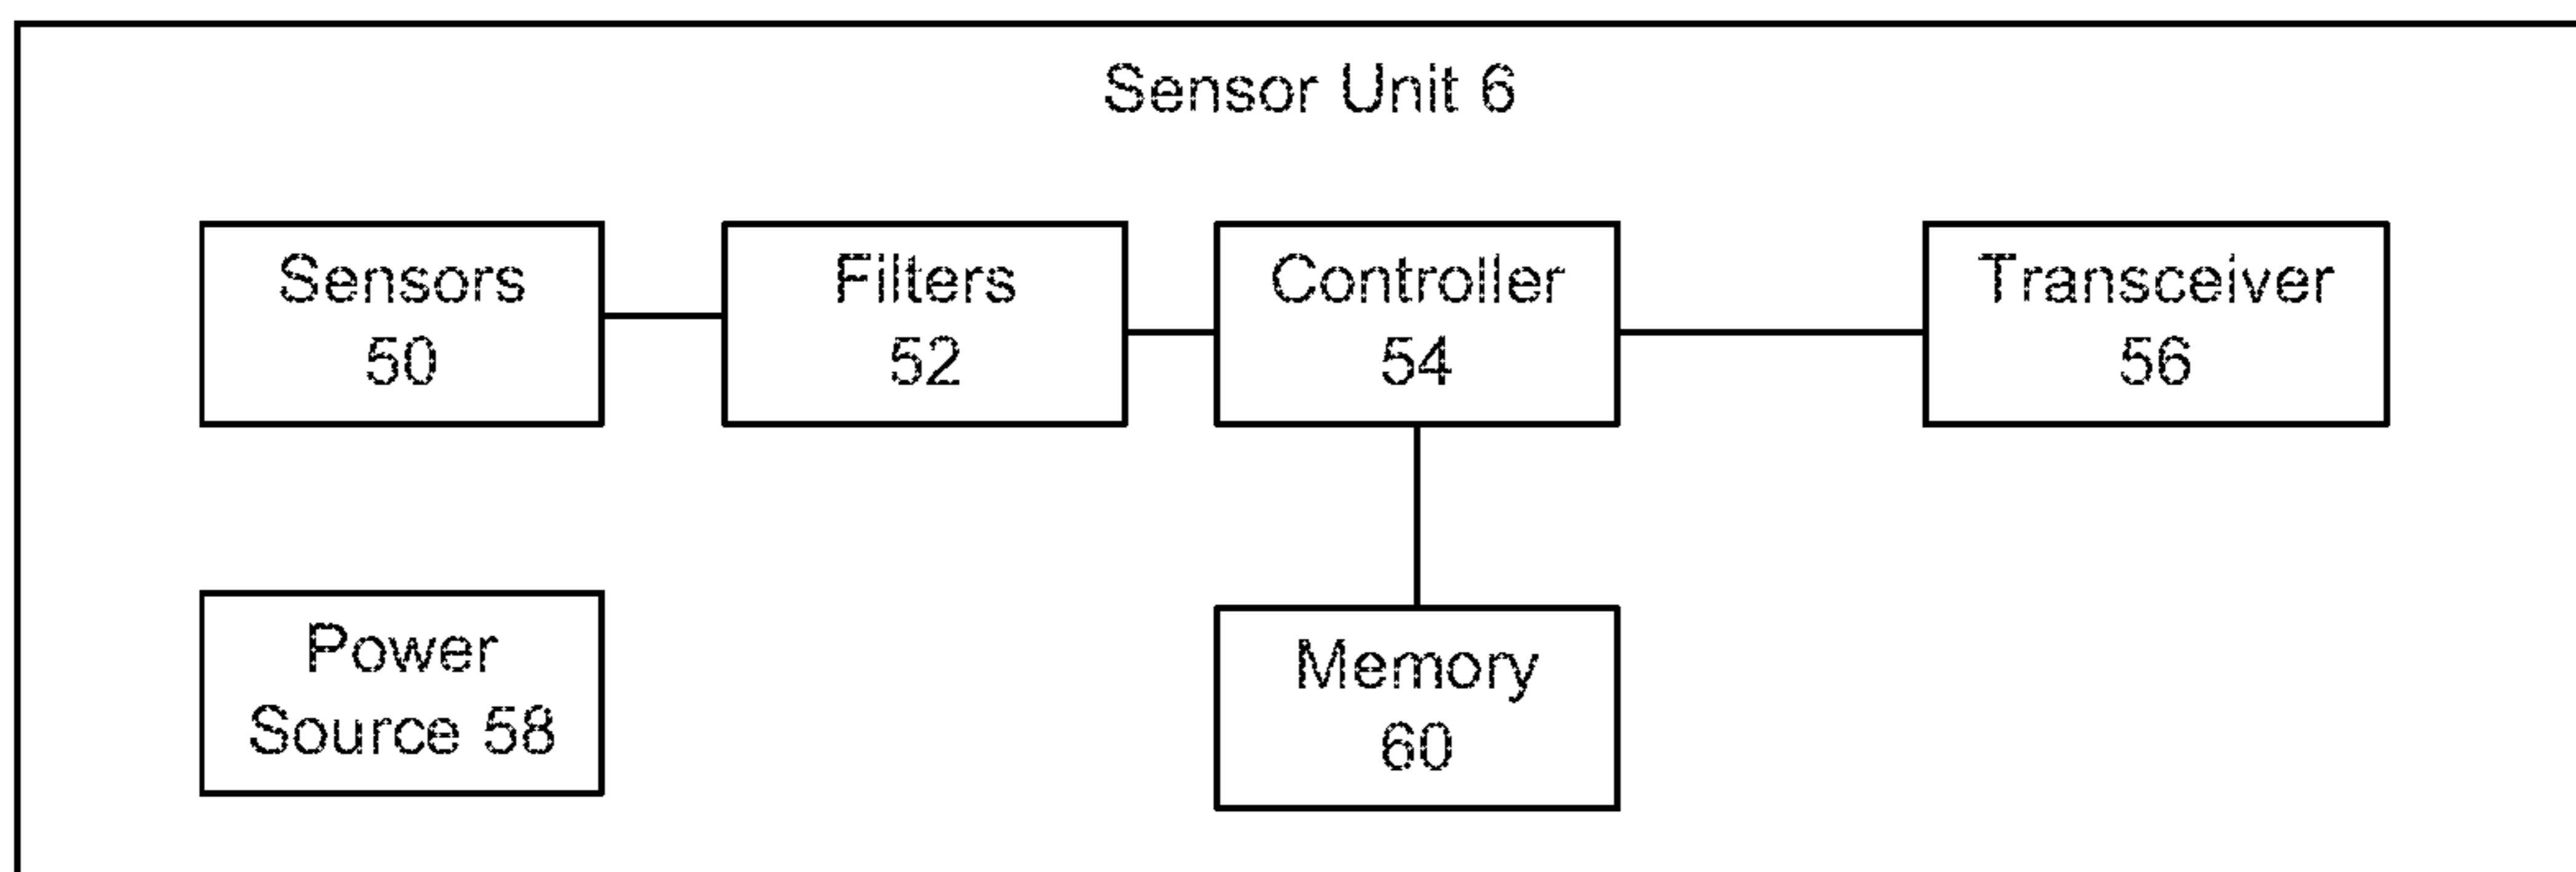 Sensor Unit 6
Sensors
50
Filters
52
Controller
54
Transceiver
56
Power
Source 58
Memory
60